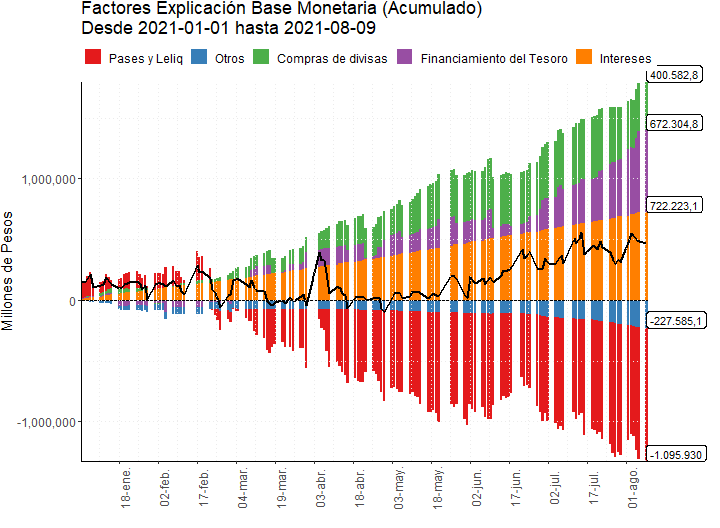 Factores Explicación Base Monetaria (Acumulado)
Desde 2021-01-01 hasta 2021-08-09
Pases y Leliq
Otros
Compras de divisas
Financiamiento del Tesoro
Intereses
400.582,8
672.304,8
722.223,1
-227.585,1
-1.095.930
Millones de Pesos
1,000,000
0
-1,000,000
18-ene.
02-feb.
17-feb.
04-mar.
19-mar.
03-abr.
18-abr.
03-may.
18-may.
02-jun.
17-jun.
02-jul.
17-jul.
01-ago.